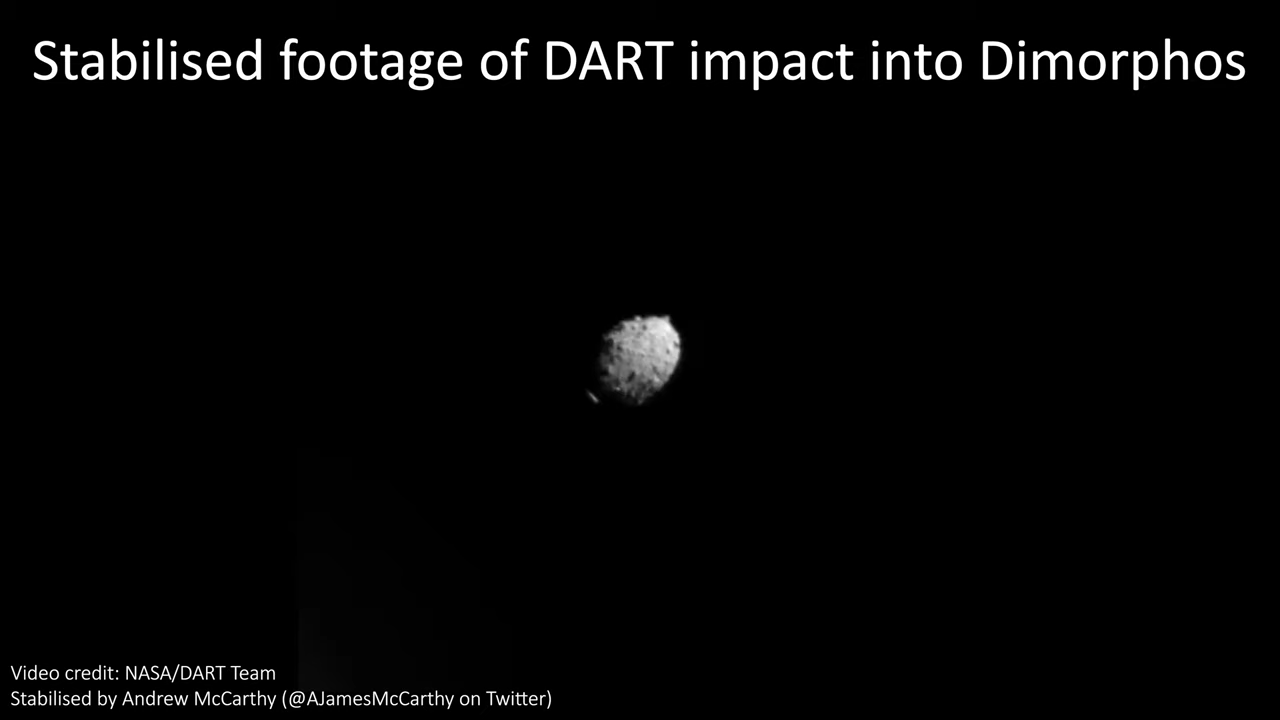 Stabilised footage of DART impact into Dimorphos
Video credit: NASA/DART Team
Stabilised by Andrew McCarthy (@AJamesMcCarthy on Twitter)